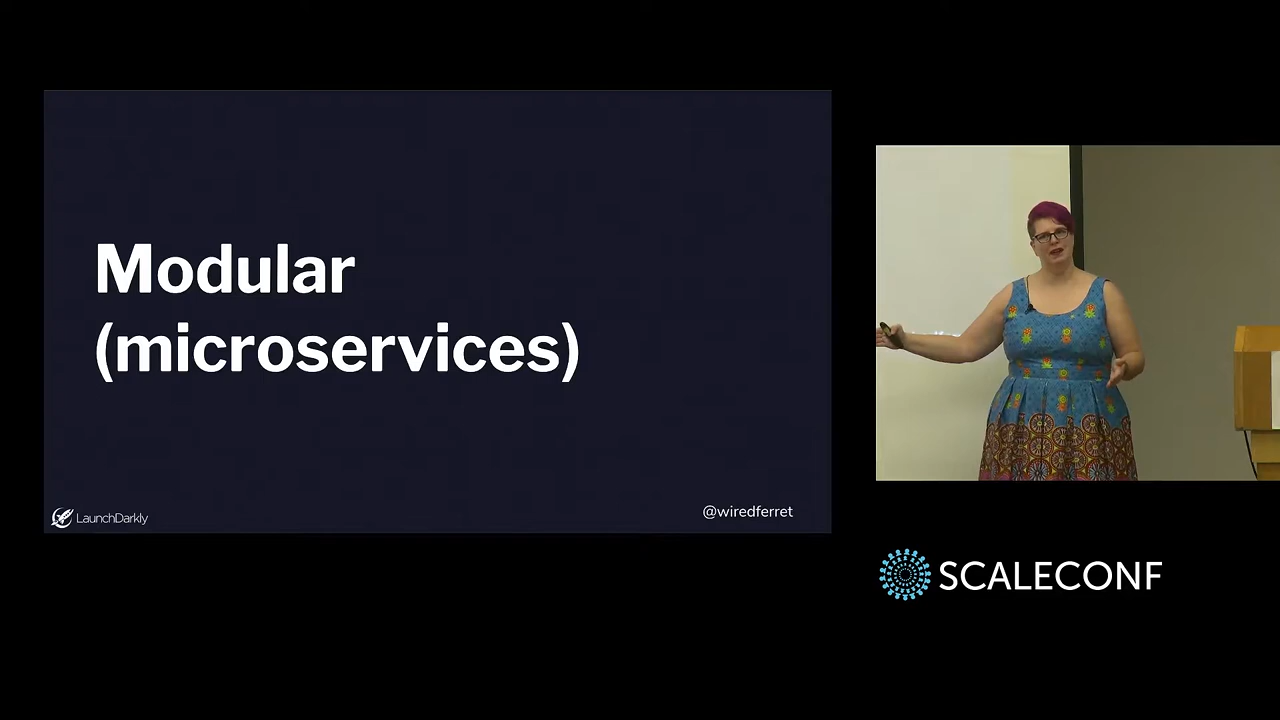 Modular
(microservices)
LaunchDarkly
@wiredferret
SCALECONF